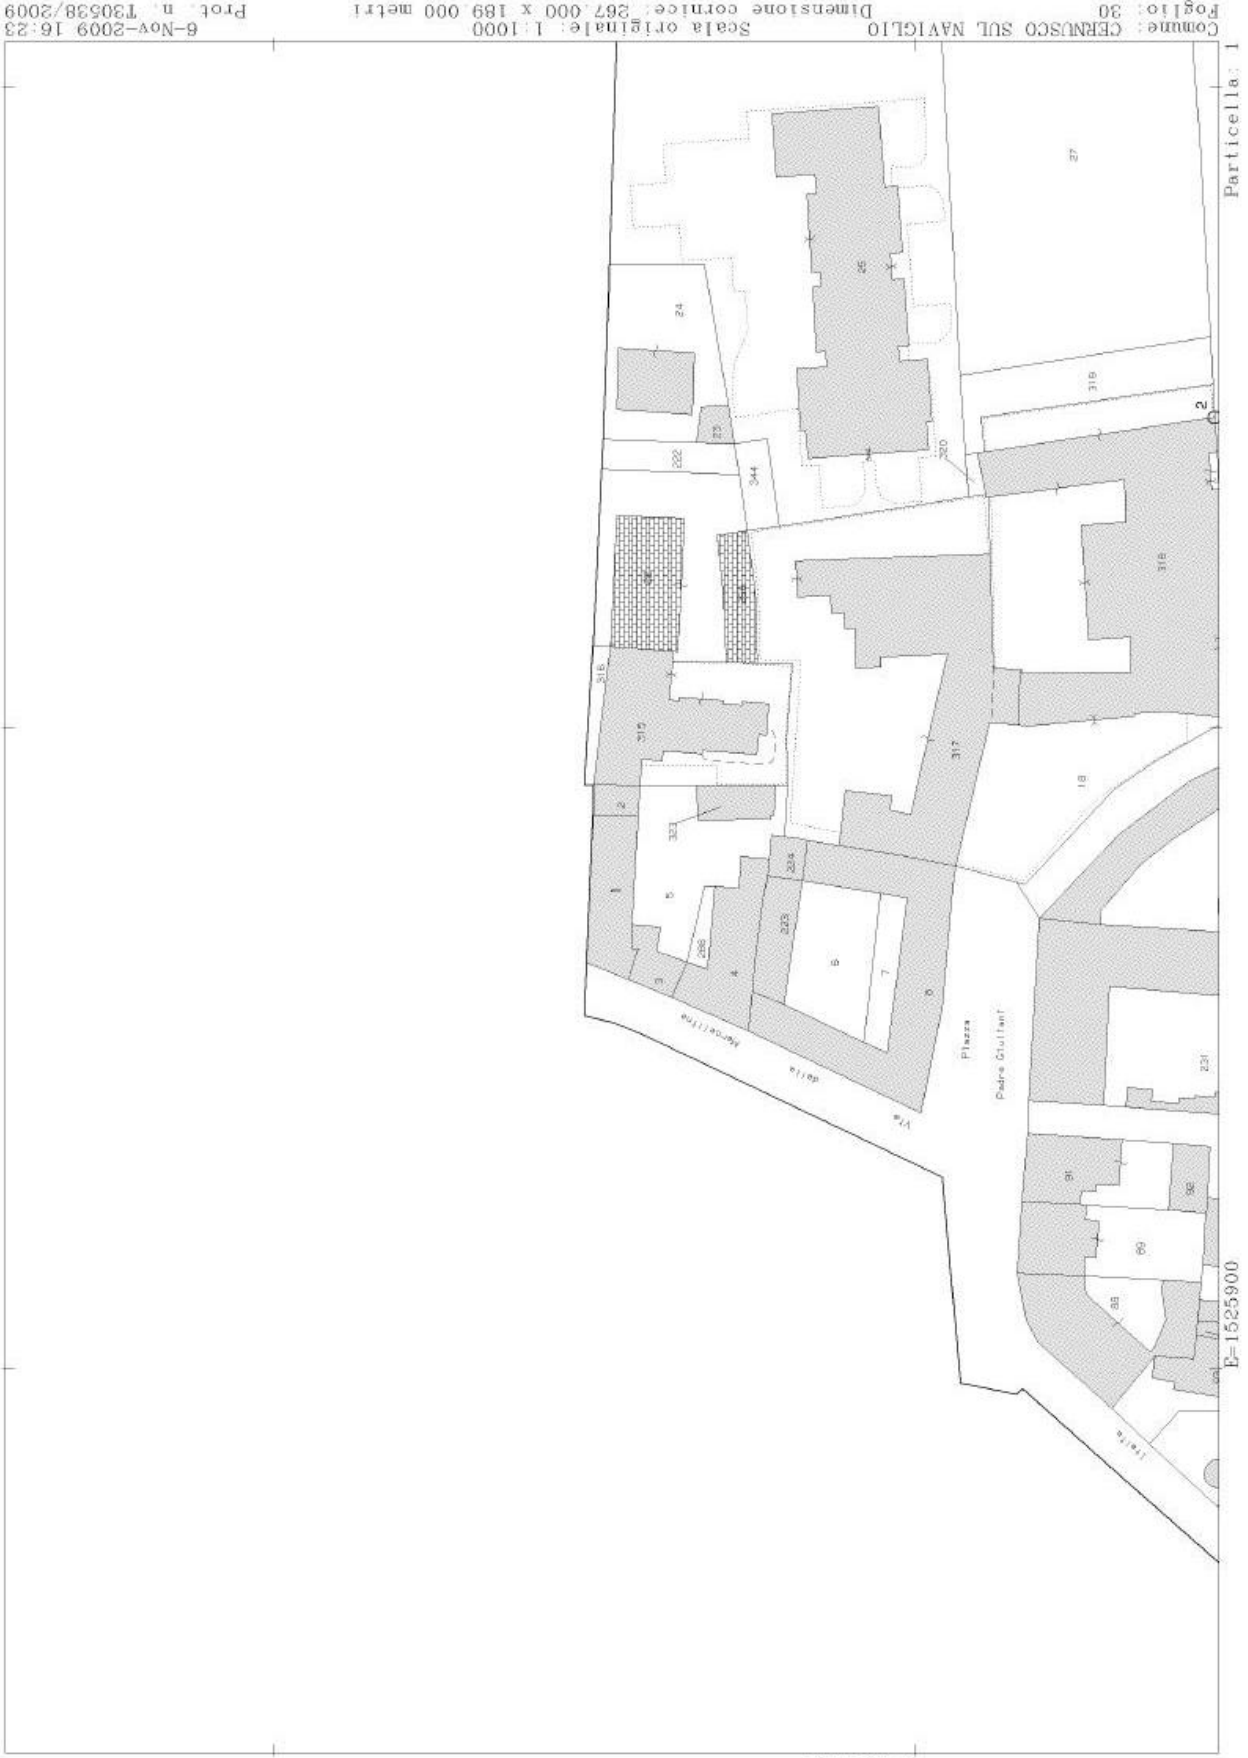 Comune: CERNUSCO SUL NAVIGLIO
Foglio: 30
Scala originale: 1:1000
Dimensione cornice: 267.000 x 189.000 metri
6-Nov-2009 16:23
Prot. n. T30538/2009
Particella: 1
E=1525900
27
24
25
319
2
23
222
344
320
318
316
315
317
18
2
323
1
5
224
223
286
4
3
6
7
8
Via della Marcellina
Piazza
Padre Giuliani
231
91
92
89
88
Italia